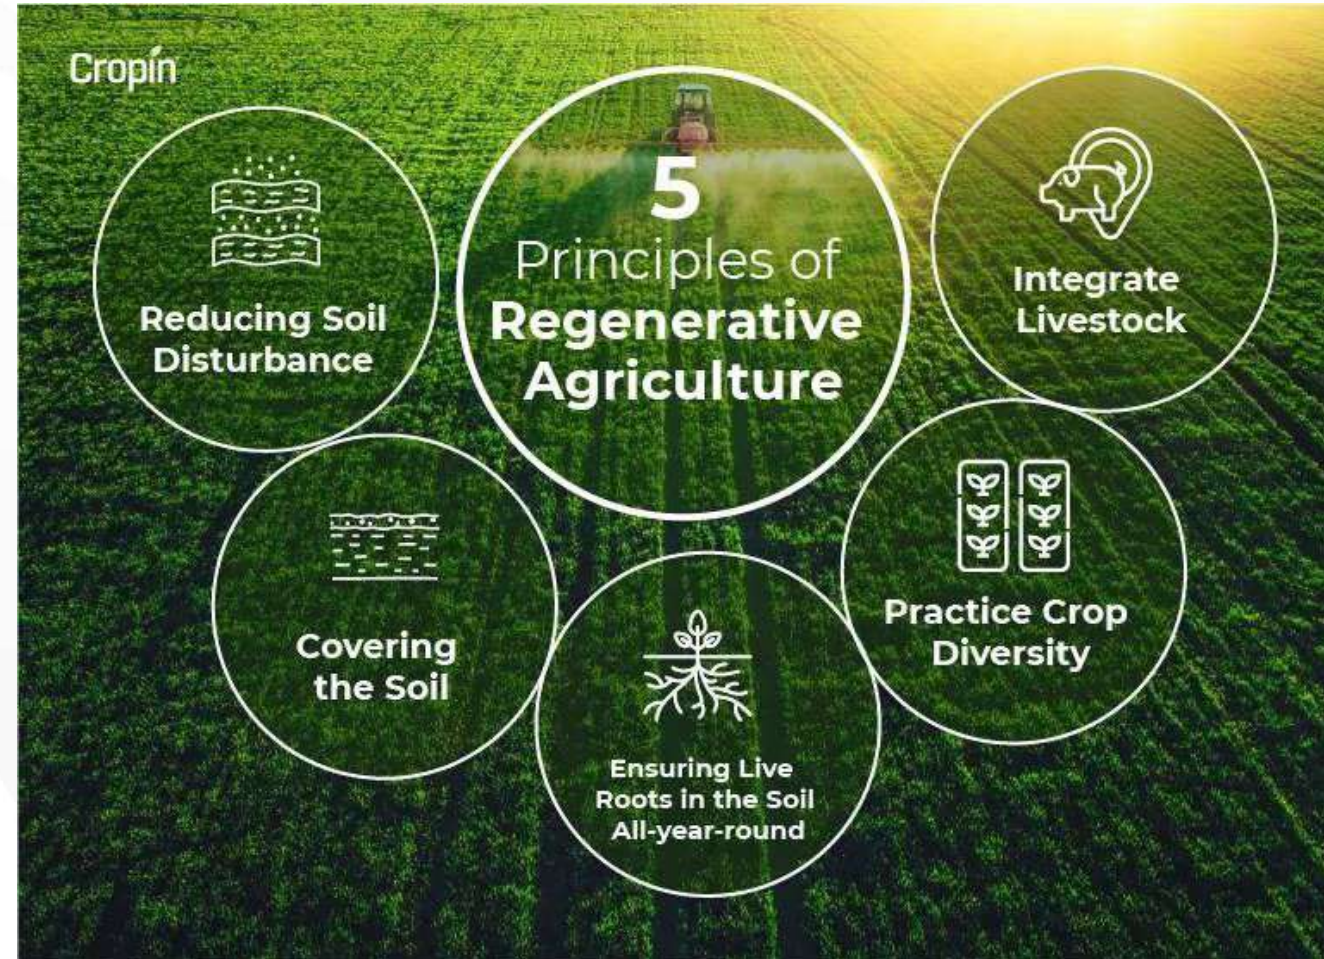 Cropin
5
Principles of
Regenerative
Agriculture
Reducing Soil
Disturbance
Covering
the Soil
Ensuring Live
Roots in the Soil
All-year-round
Practice Crop
Diversity
Integrate
Livestock